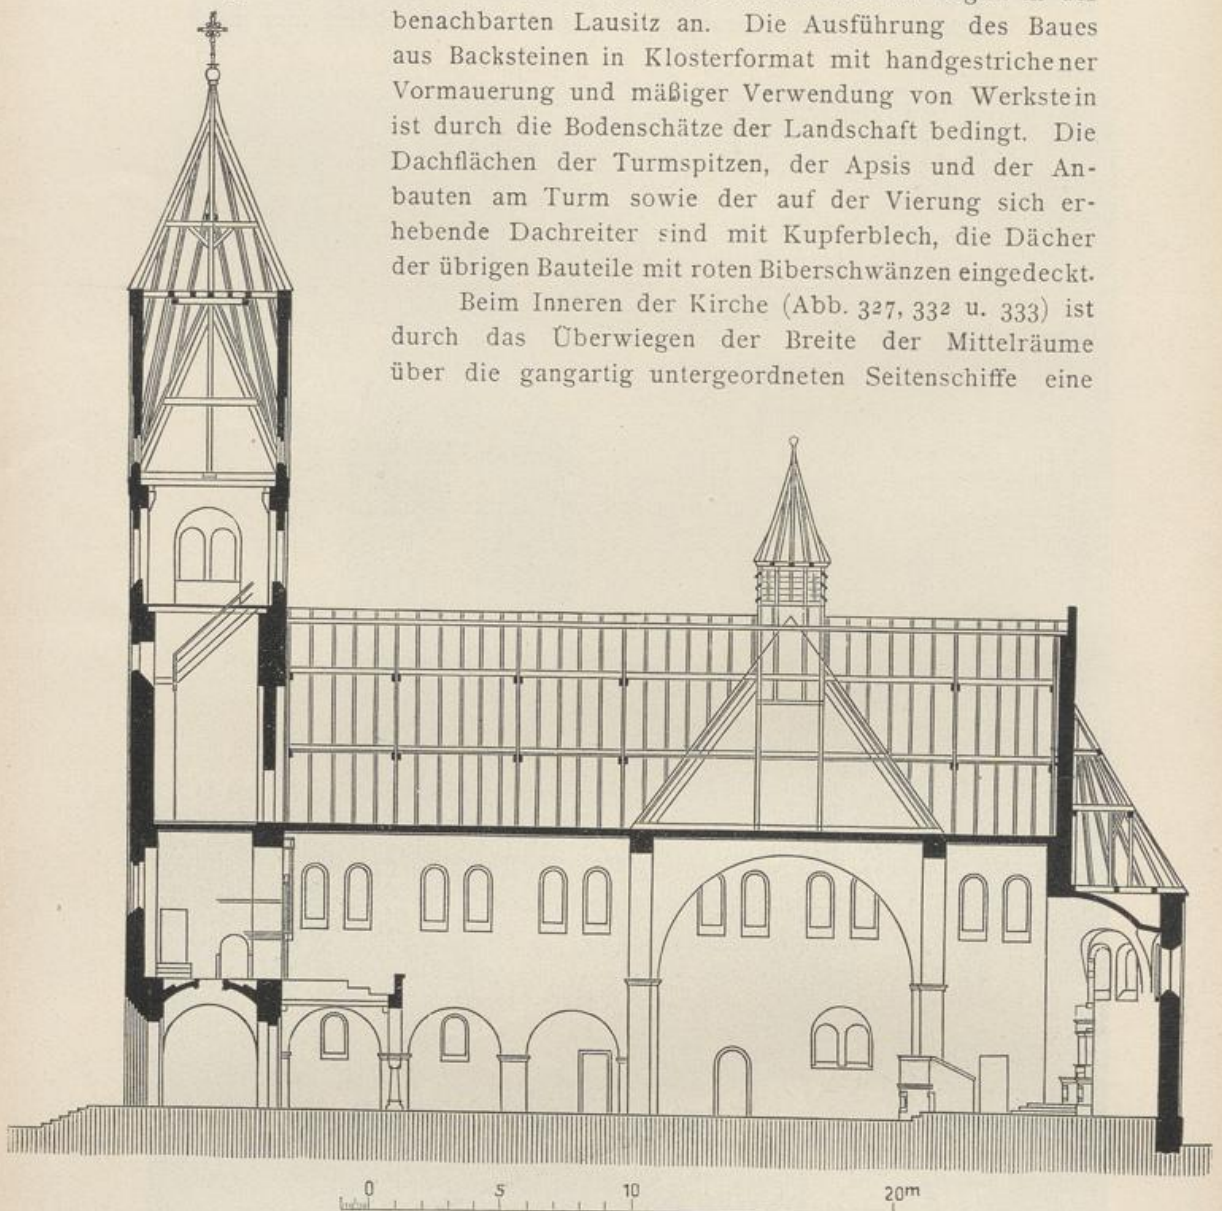 benachbarten Lausitz an. Die Ausführung des Baues
aus Backsteinen in Klosterformat mit handgestrichener
Vormauerung und mäßiger Verwendung von Werkstein
ist durch die Bodenschätze der Landschaft bedingt. Die
Dachflächen der Turmspitzen, der Apsis und der An-
bauten am Turm sowie der auf der Vierung sich er-
hebende Dachreiter sind mit Kupferblech, die Dächer
der übrigen Bauteile mit roten Biberschwänzen eingedeckt.
Beim Inneren der Kirche (Abb. 327, 332 u. 333) ist
durch das Überwiegen der Breite der Mittelräume
über die gangartig untergeordneten Seitenschiffe eine
0 5 10 20m